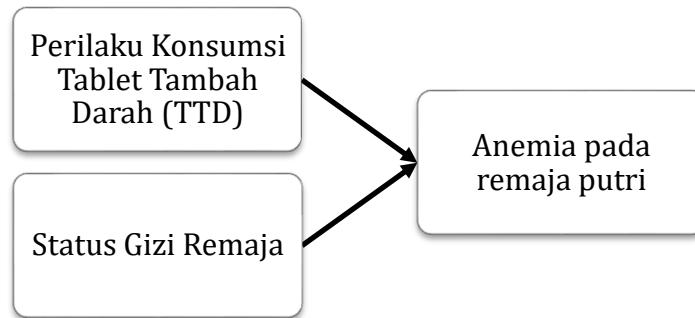 Perilaku Konsumsi
Tablet Tambah
Darah (TTD)
Status Gizi Remaja
Anemia pada
remaja putri